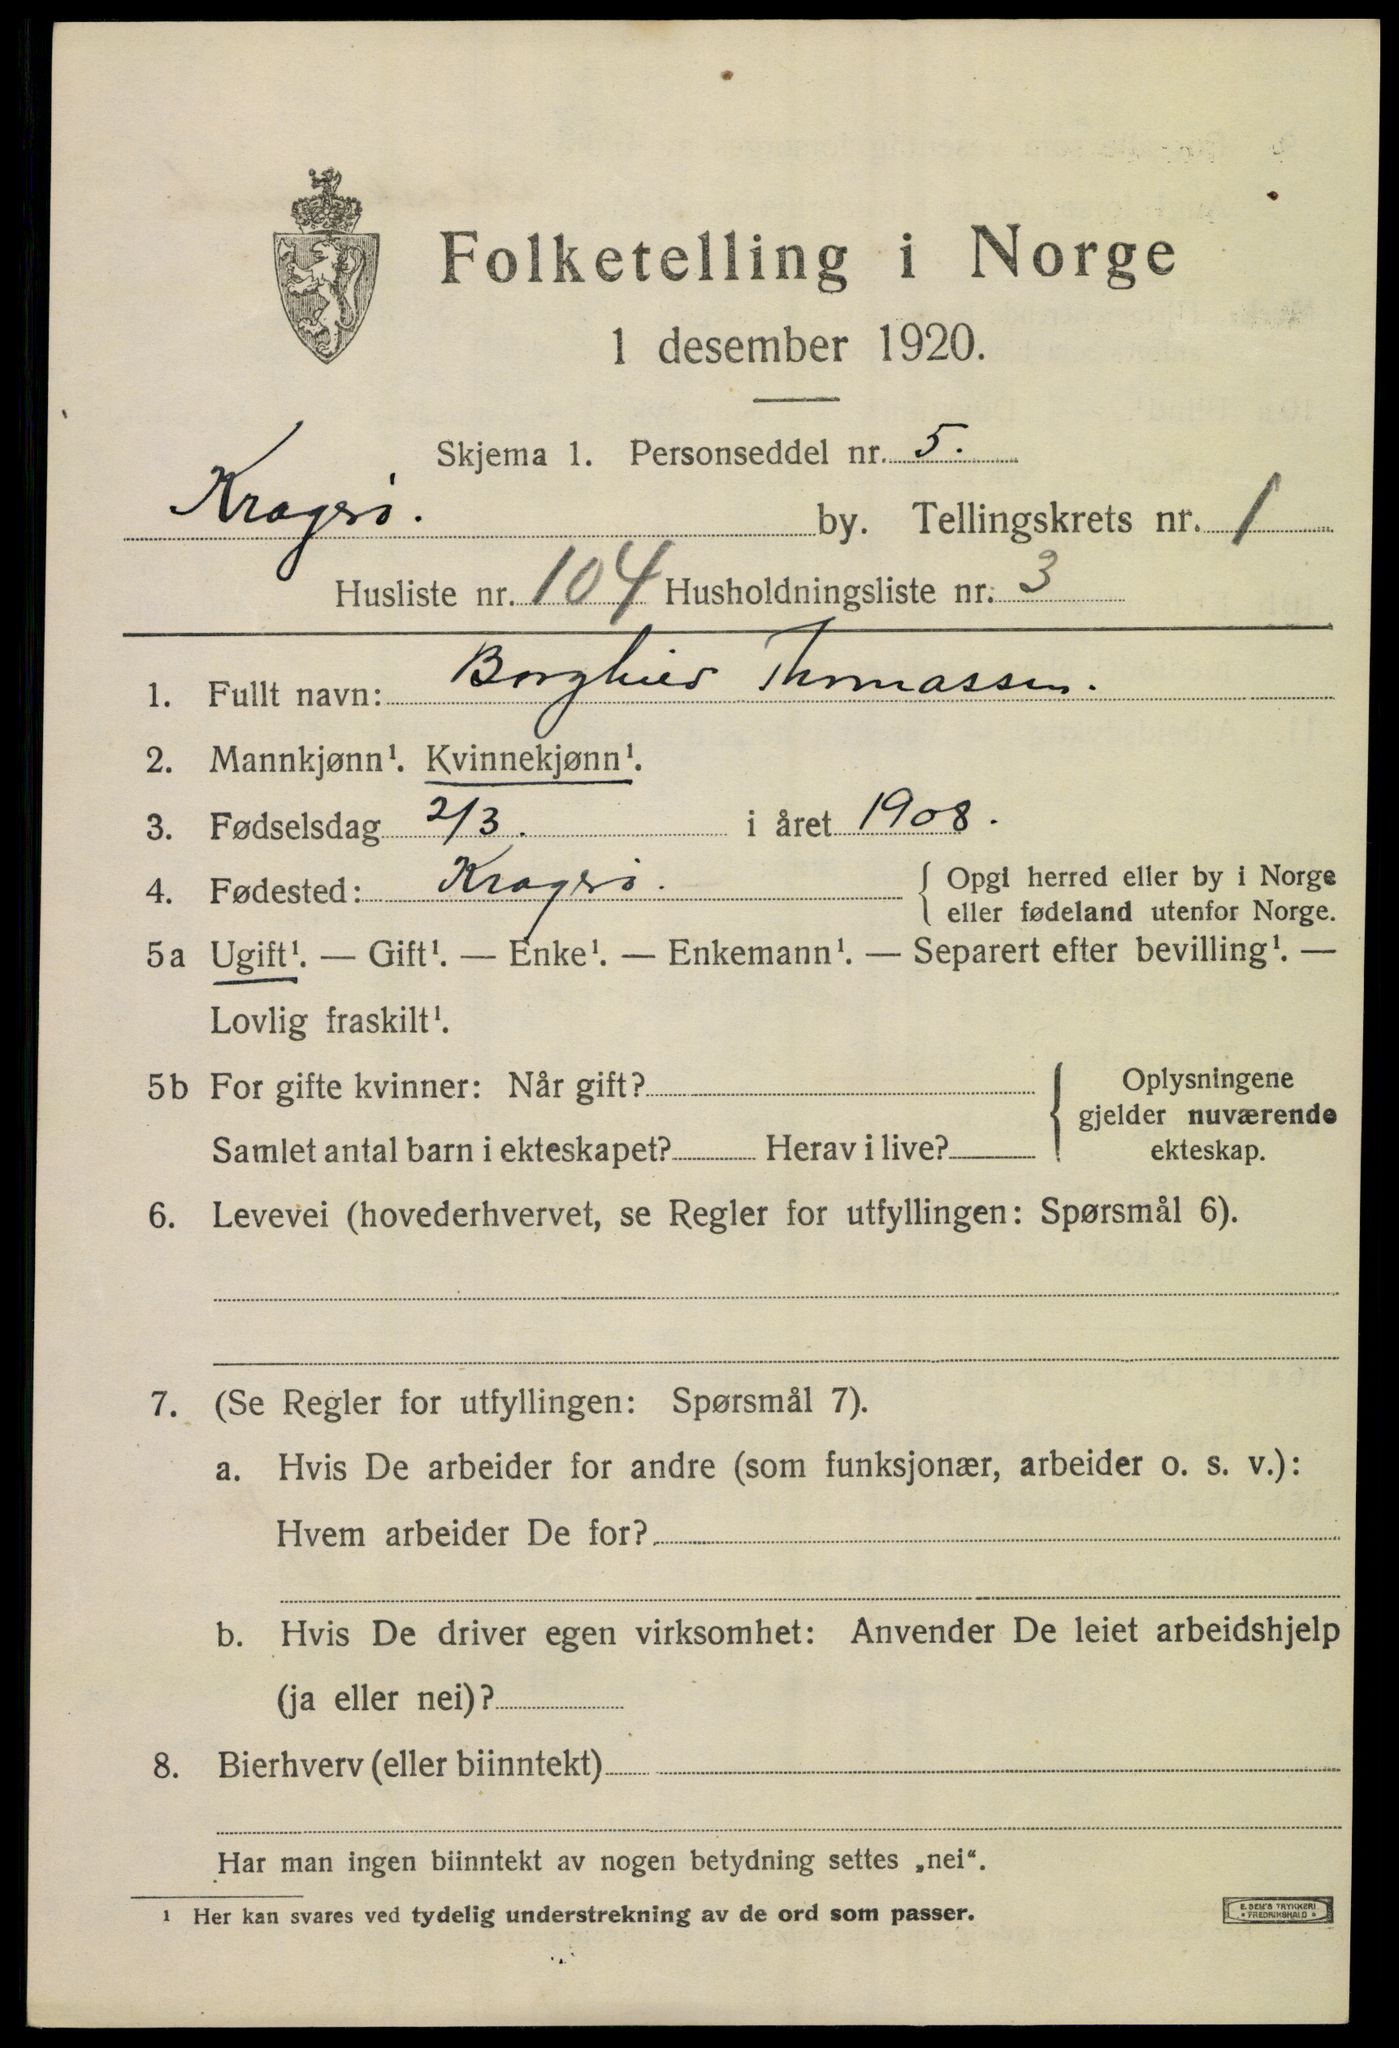 Folketelling i Norge
1 desember 1920.
Skjema 1. Personseddel nr. 5.
Kragerø. by. Tellingskrets nr. 1
Husliste nr. 104 Husholdningsliste nr. 3
1. Fullt navn: Borghild Thomassen.
2. Mannkjønn¹. Kvinnekjønn¹.
3. Fødselsdag 2/3. i året 1908.
4. Fødested: Kragerø. { Opgi herred eller by i Norge
eller fødeland utenfor Norge.
5a Ugift¹. — Gift¹. — Enke¹. — Enkemann¹. — Separert efter bevilling¹. —
Lovlig fraskilt¹.
5b For gifte kvinner: Når gift? { Oplysningene
gjelder nuværende
Samlet antal barn i ekteskapet? Herav i live? ekteskap.
6. Levevei (hovederhvervet, se Regler for utfyllingen: Spørsmål 6).
7. (Se Regler for utfyllingen: Spørsmål 7).
a. Hvis De arbeider for andre (som funksjonær, arbeider o. s. v.):
Hvem arbeider De for?
b. Hvis De driver egen virksomhet: Anvender De leiet arbeidshjelp
(ja eller nei)?
8. Bierhverv (eller biinntekt)
Har man ingen biinntekt av nogen betydning settes „nei“.
¹ Her kan svares ved tydelig understrekning av de ord som passer.
E. SEM'S TRYKKERI
* FREDRIKSHALD *